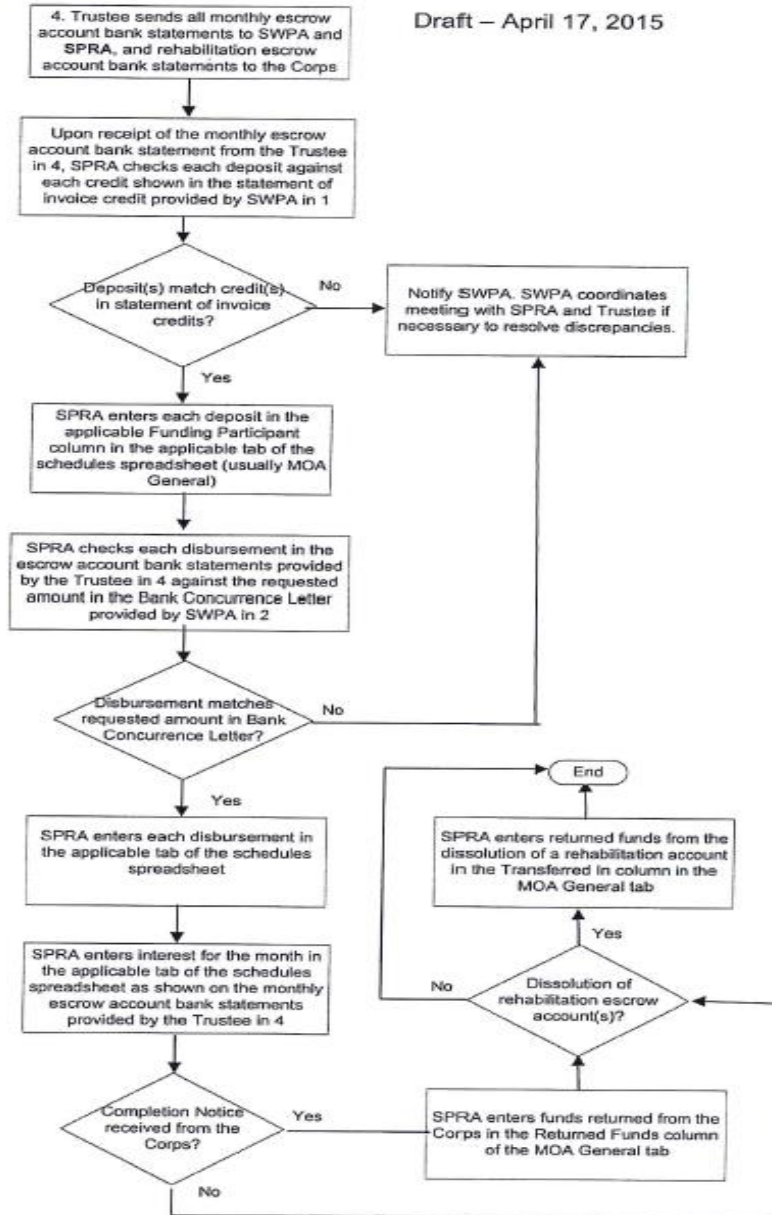 Draft – April 17, 2015
4. Trustee sends all monthly escrow
account bank statements to SWPA and
SPRA, and rehabilitation escrow
account bank statements to the Corps
Upon receipt of the monthly escrow
account bank statement from the Trustee
in 4, SPRA checks each deposit against
each credit shown in the statement of
invoice credit provided by SWPA in 1
Deposit(s) match credit(s)
in statement of invoice
credits?
No
Notify SWPA. SWPA coordinates
meeting with SPRA and Trustee if
necessary to resolve discrepancies.
Yes
SPRA enters each deposit in the
applicable Funding Participant
column in the applicable tab of the
schedules spreadsheet (usually MOA
General)
SPRA checks each disbursement in the
escrow account bank statements provided
by the Trustee in 4 against the requested
amount in the Bank Concurrence Letter
provided by SWPA in 2
Disbursement matches
requested amount in Bank
Concurrence Letter?
No
Yes
SPRA enters each disbursement in
the applicable tab of the schedules
spreadsheet
SPRA enters interest for the month in
the applicable tab of the schedules
spreadsheet as shown on the monthly
escrow account bank statements
provided by the Trustee in 4
Completion Notice
received from the
Corps?
Yes
No
SPRA enters funds returned from the
Corps in the Returned Funds column
of the MOA General tab
Dissolution of
rehabilitation escrow
account(s)?
No
Yes
SPRA enters returned funds from the
dissolution of a rehabilitation account
in the Transferred In column in the
MOA General tab
End